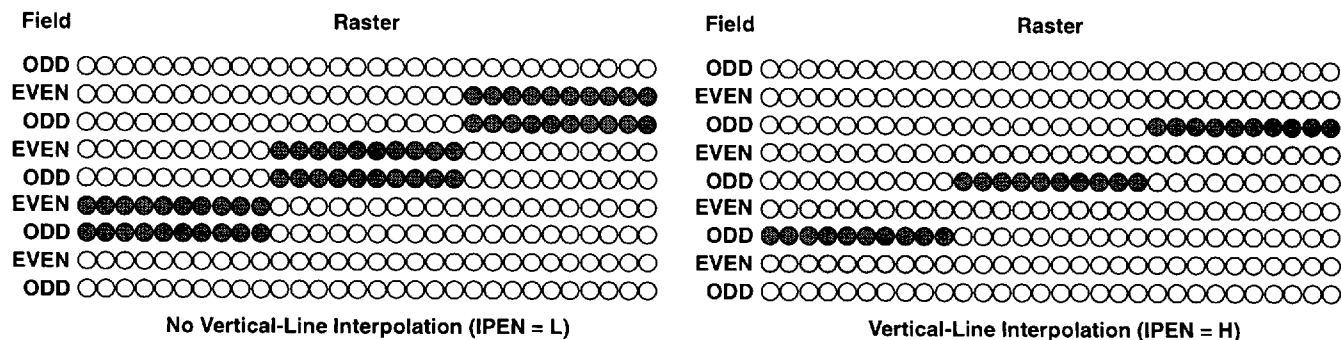 Field Raster
ODD
EVEN
ODD
EVEN
ODD
EVEN
ODD
EVEN
ODD
No Vertical-Line Interpolation (IPEN = L)
Field Raster
ODD
EVEN
ODD
EVEN
ODD
EVEN
ODD
EVEN
ODD
Vertical-Line Interpolation (IPEN = H)